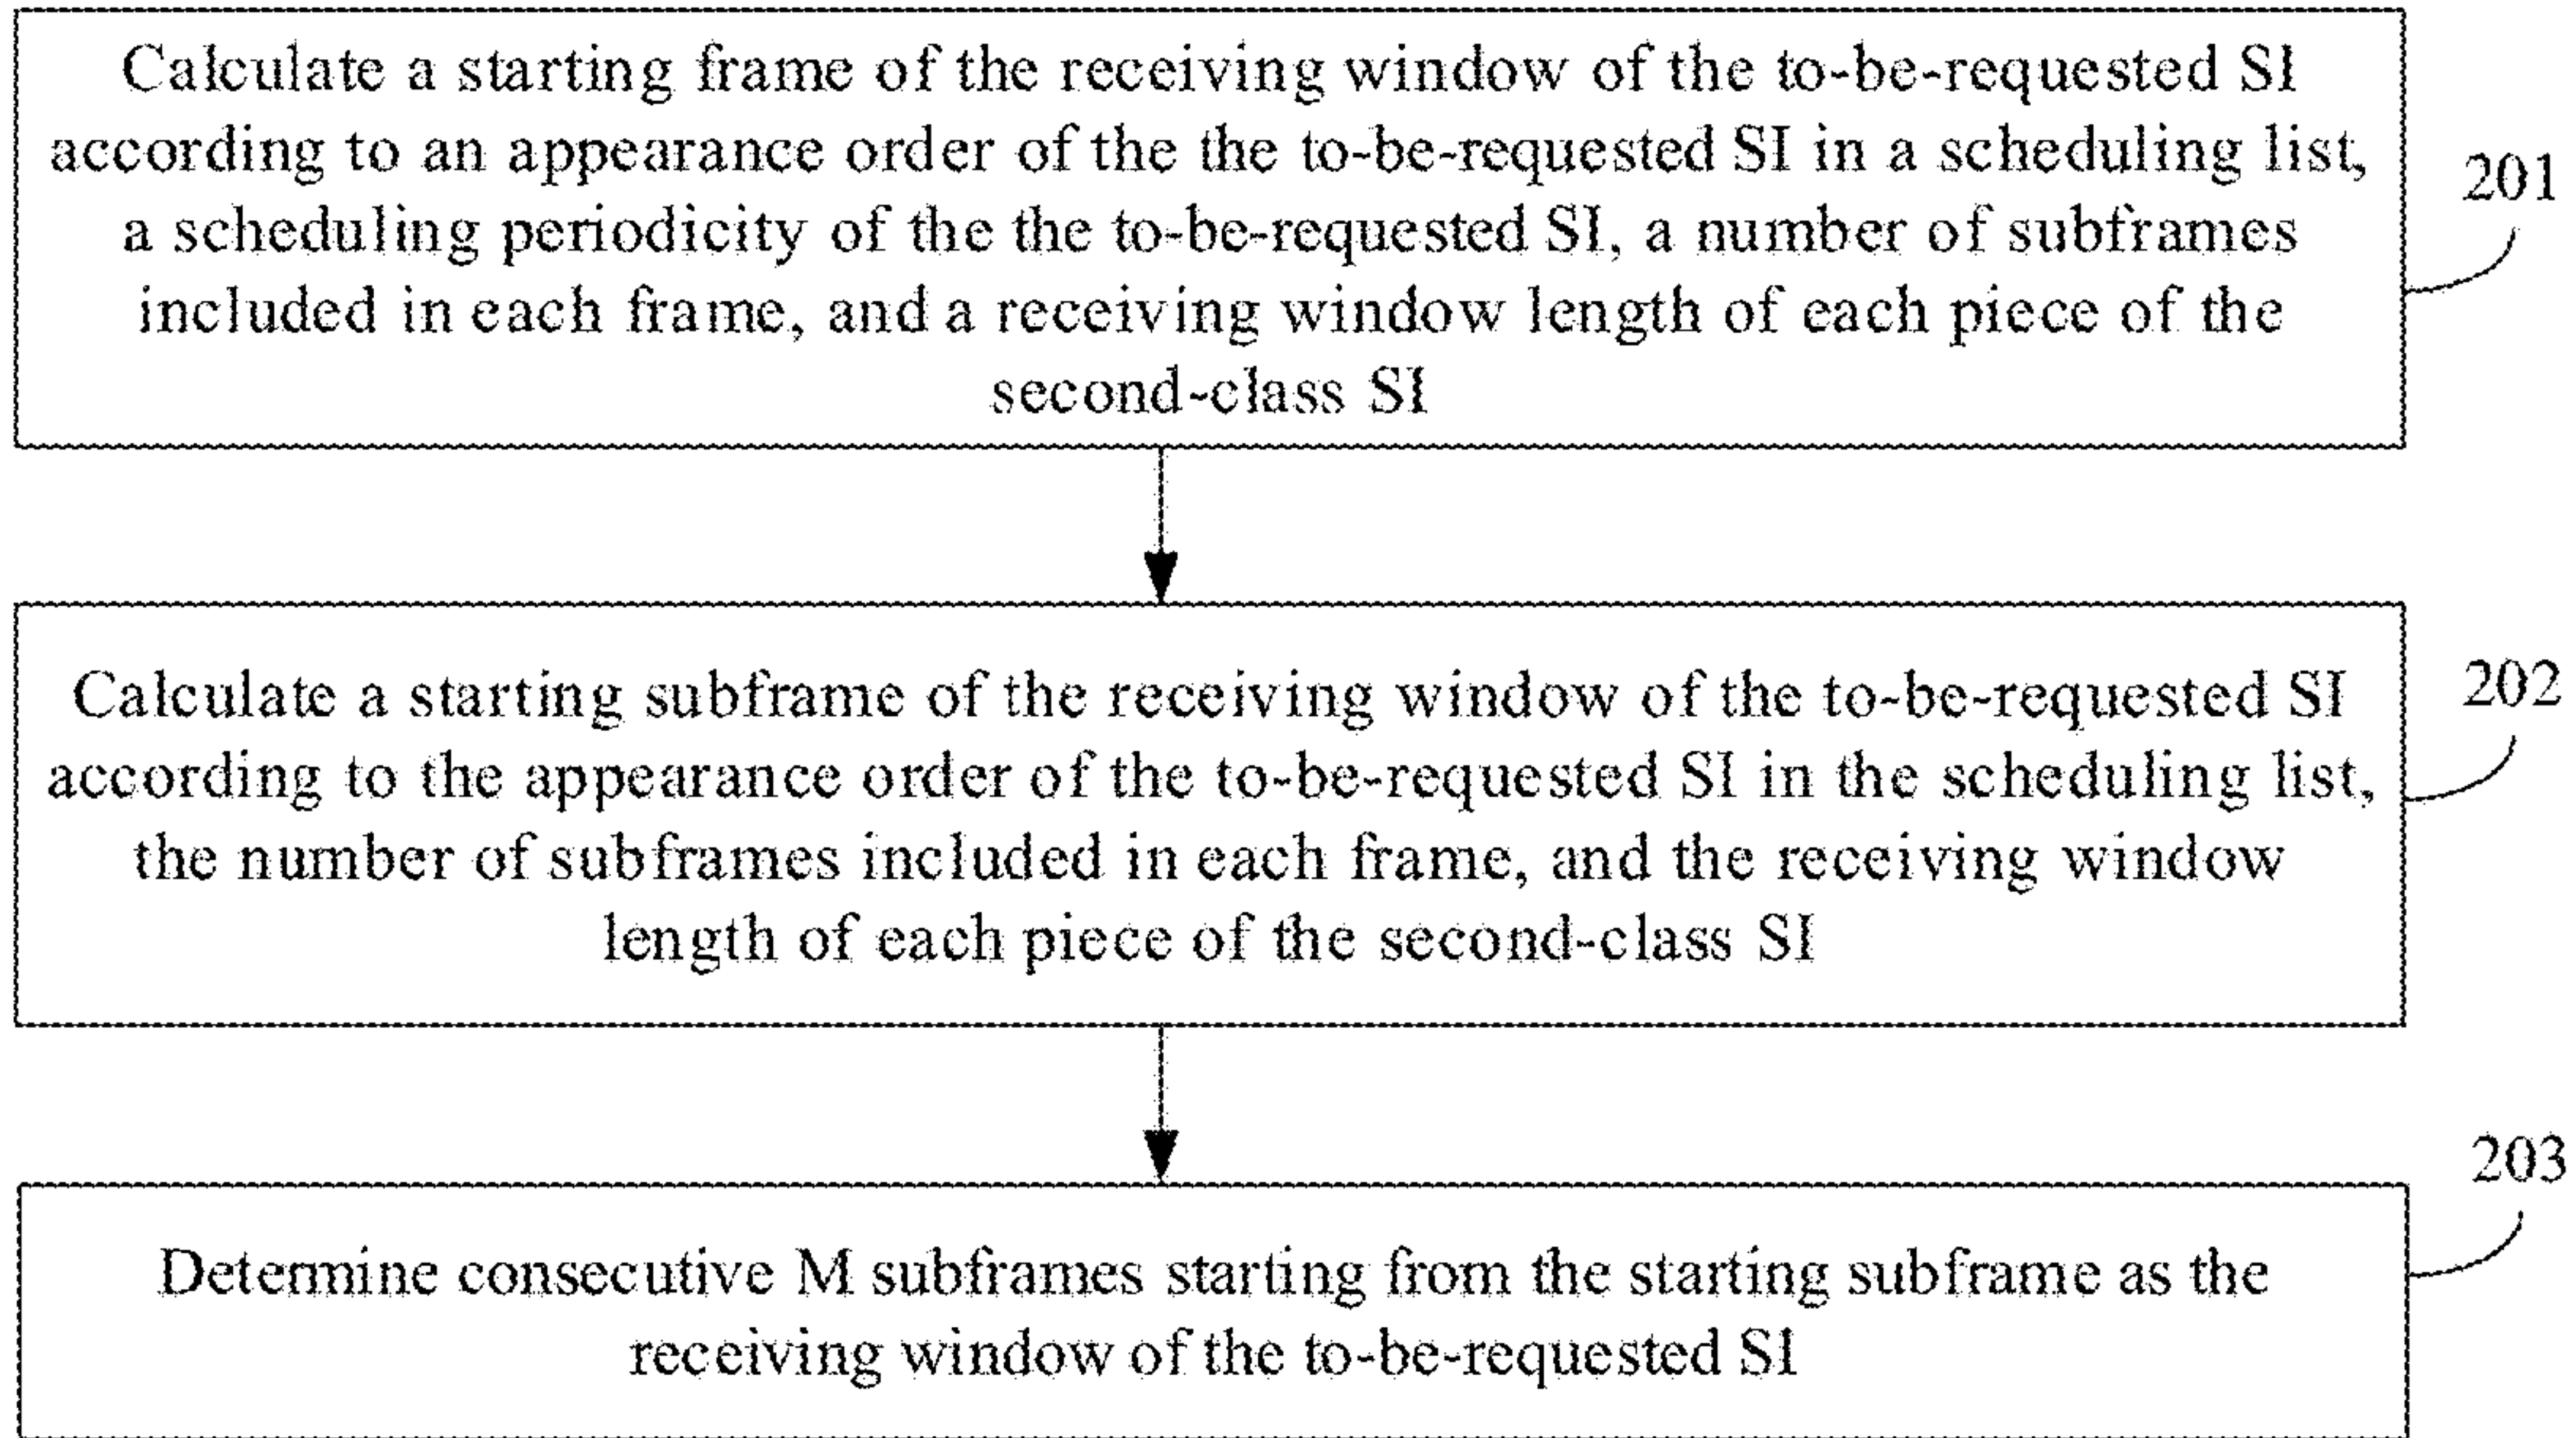 Calculate a starting frame of the receiving window of the to-be-requested SI
according to an appearance order of the the to-be-requested SI in a scheduling list,
a scheduling periodicity of the the to-be-requested SI, a number of subframes
included in each frame, and a receiving window length of each piece of the
second-class SI
201
Calculate a starting subframe of the receiving window of the to-be-requested SI
according to the appearance order of the to-be-requested SI in the scheduling list,
the number of subframes included in each frame, and the receiving window
length of each piece of the second-class SI
202
Determine consecutive M subframes starting from the starting subframe as the
receiving window of the to-be-requested SI
203